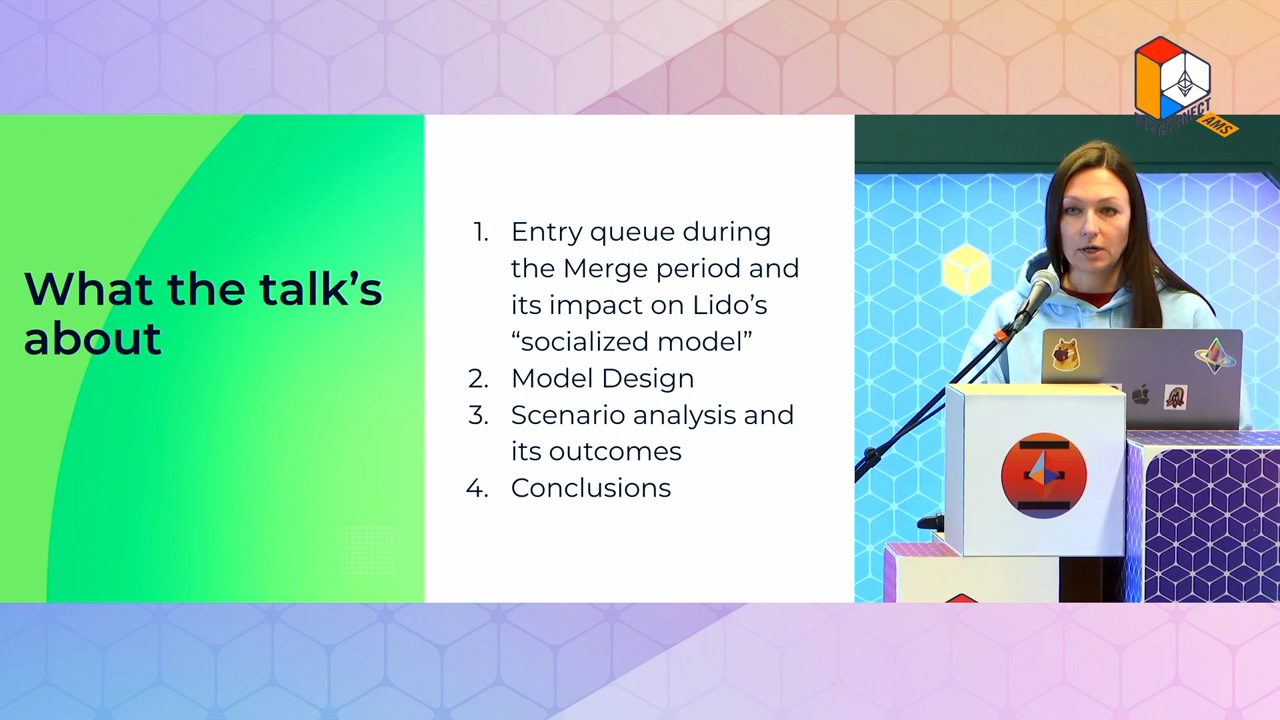 What the talk's
about
1. Entry queue during
the Merge period and
its impact on Lido's
“socialized model”
2. Model Design
3. Scenario analysis and
its outcomes
4. Conclusions
CONNECT
AMS